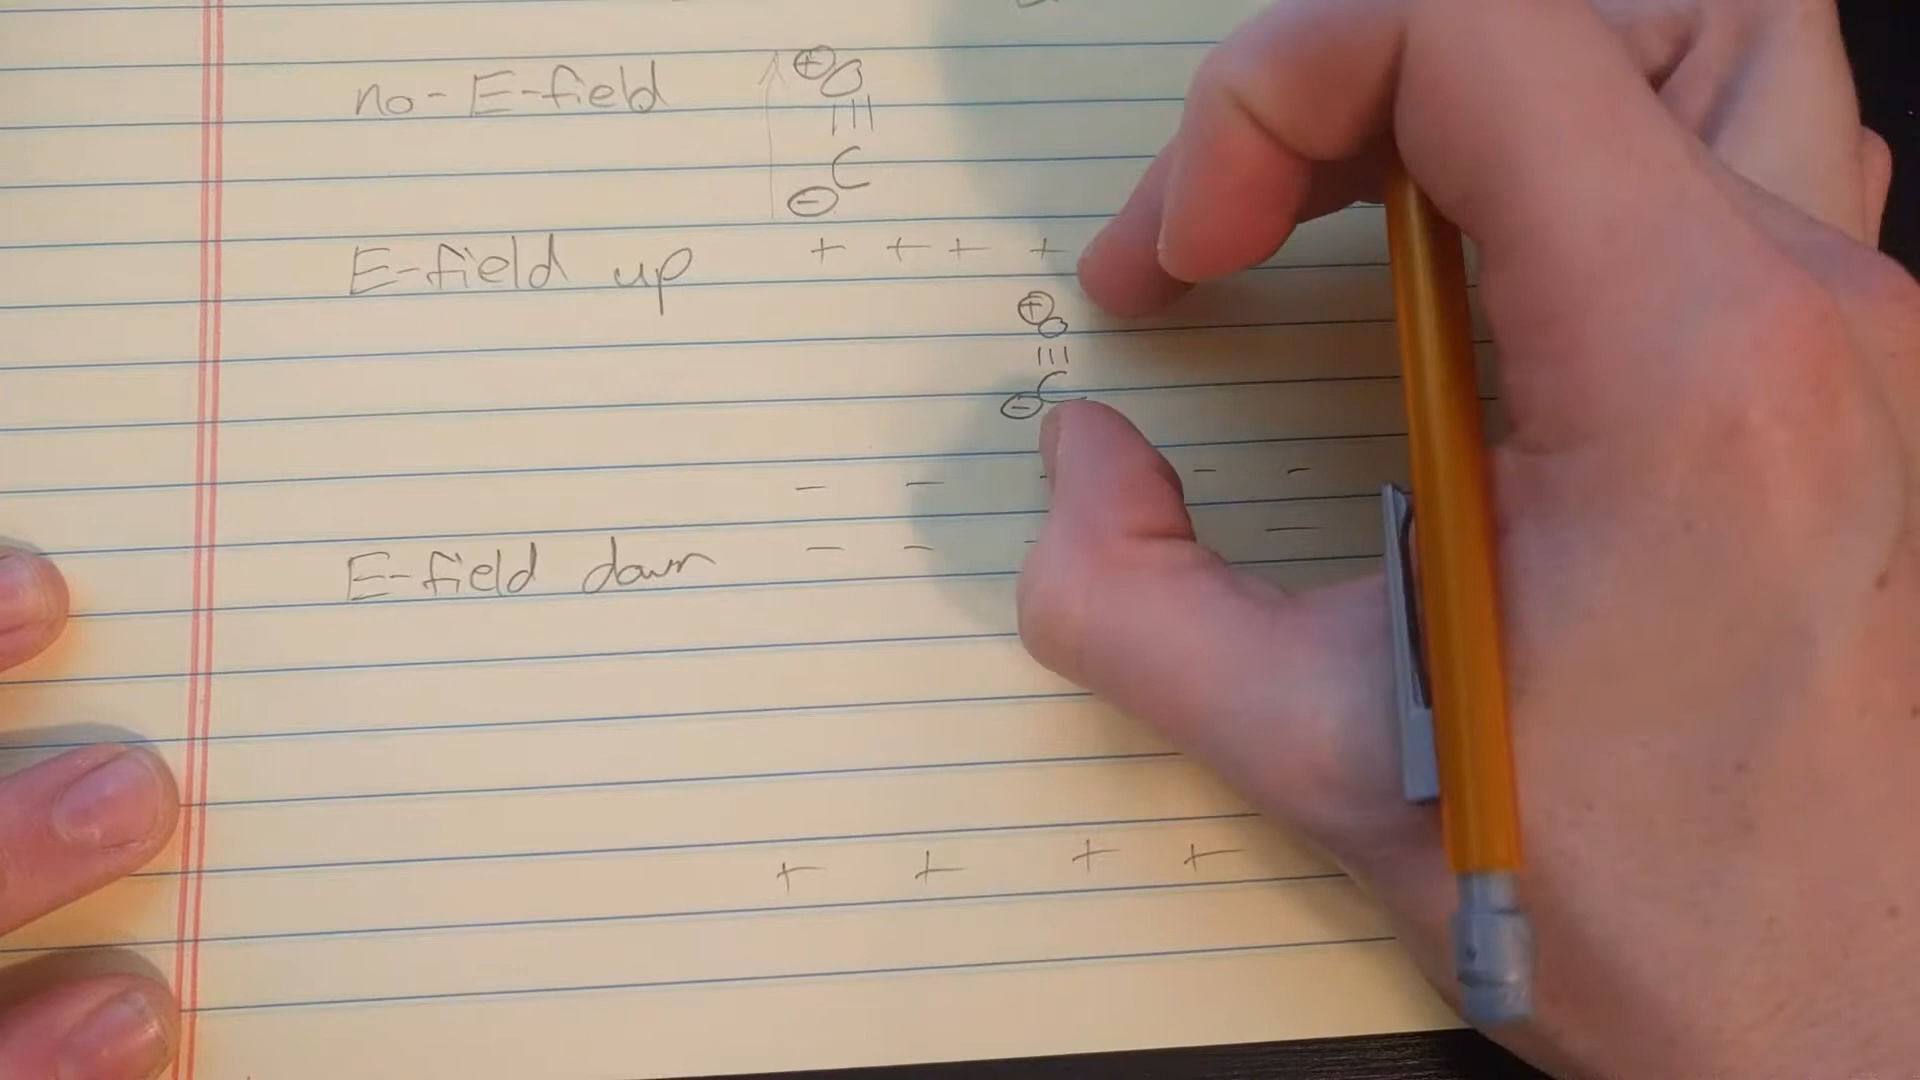 no-E-field
⊕O
|||
⊖C
E-field up + + + +
⊕O
|||
⊖C
- - - - -
E-field down - - - -
+ + + +